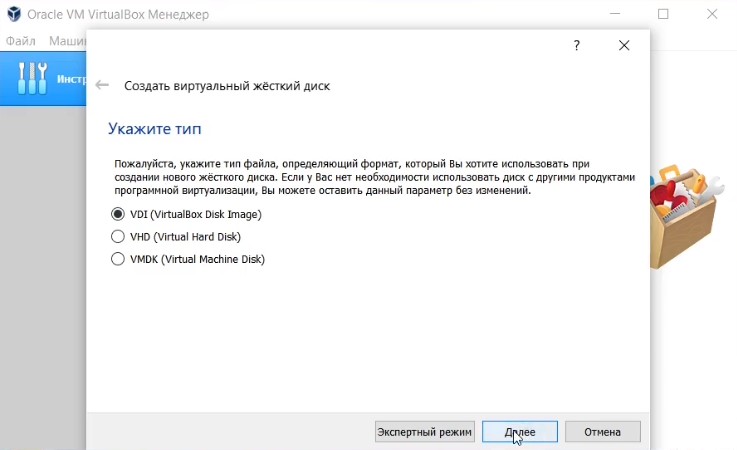 Oracle VM VirtualBox Менеджер
Файл
?
Создать виртуальный жёсткий диск
Укажите тип
Пожалуйста, укажите тип файла, определяющий формат, который Вы хотите использовать при
создании нового жёсткого диска. Если у Вас нет необходимости использовать диск с другими продуктами
программной виртуализации, Вы можете оставить данный параметр без изменений.
VDI (VirtualBox Disk Image)
VHD (Virtual Hard Disk)
VMDK (Virtual Machine Disk)
Экспертный режим Далее Отмена